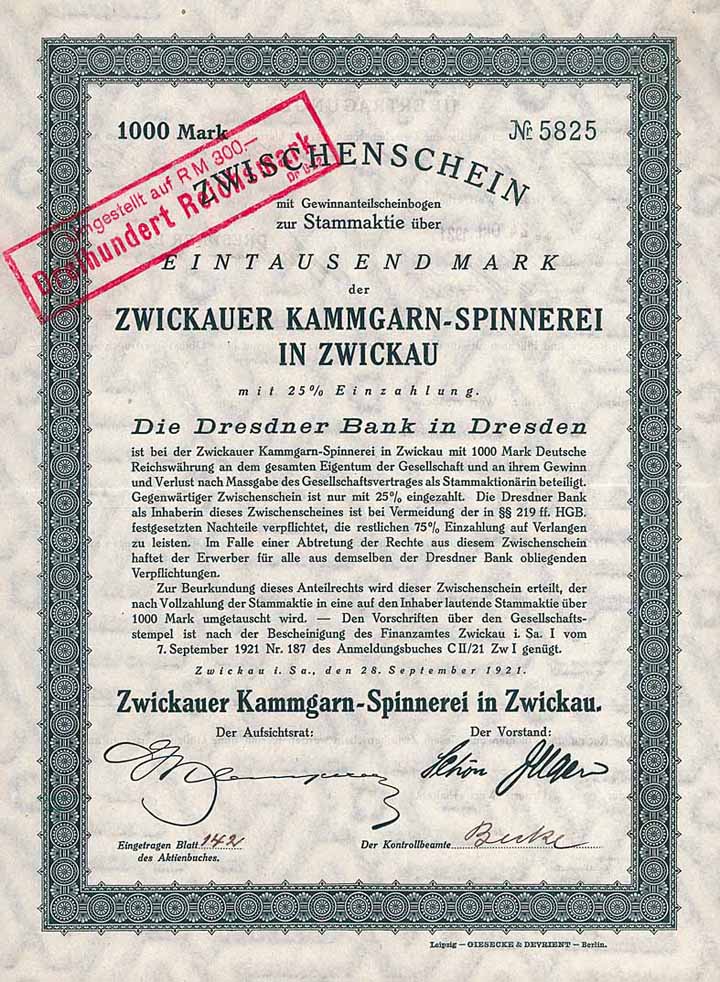 1000 Mark
№ 5825
auf RM 300,—
Dreihundert Reichsmark
ZWISCHENSCHEIN
mit Gewinnanteilscheinbogen
zur Stammaktie über
EINTAUSEND MARK
der
ZWICKAUER KAMMGARN-SPINNEREI
IN ZWICKAU
mit 25% Einzahlung.
Die Dresdner Bank in Dresden
ist bei der Zwickauer Kammgarn-Spinnerei in Zwickau mit 1000 Mark Deutsche
Reichswährung an dem gesamten Eigentum der Gesellschaft und an ihrem Gewinn
und Verlust nach Massgabe des Gesellschaftsvertrages als Stammaktionärin beteiligt.
Gegenwärtiger Zwischenschein ist nur mit 25% eingezahlt. Die Dresdner Bank
als Inhaberin dieses Zwischenscheines ist bei Vermeidung der in §§ 219 ff. HGB.
festgesetzten Nachteile verpflichtet, die restlichen 75% Einzahlung auf Verlangen
zu leisten. Im Falle einer Abtretung der Rechte aus diesem Zwischenschein
haftet der Erwerber für alle aus demselben der Dresdner Bank obliegenden
Verpflichtungen.
Zur Beurkundung dieses Anteilrechts wird dieser Zwischenschein erteilt, der
nach Vollzahlung der Stammaktie in eine auf den Inhaber lautende Stammaktie über
1000 Mark umgetauscht wird. — Den Vorschriften über den Gesellschafts-
stempel ist nach der Bescheinigung des Finanzamtes Zwickau i. Sa. I vom
7. September 1921 Nr. 187 des Anmeldungsbuches C II/21 Zw I genügt.
Zwickau i. Sa., den 28. September 1921.
Zwickauer Kammgarn-Spinnerei in Zwickau.
Der Aufsichtsrat:
Der Vorstand:
Eingetragen Blatt 142
des Aktienbuches.
Der Kontrollbeamte
Leipzig — GIESECKE & DEVRIENT — Berlin.